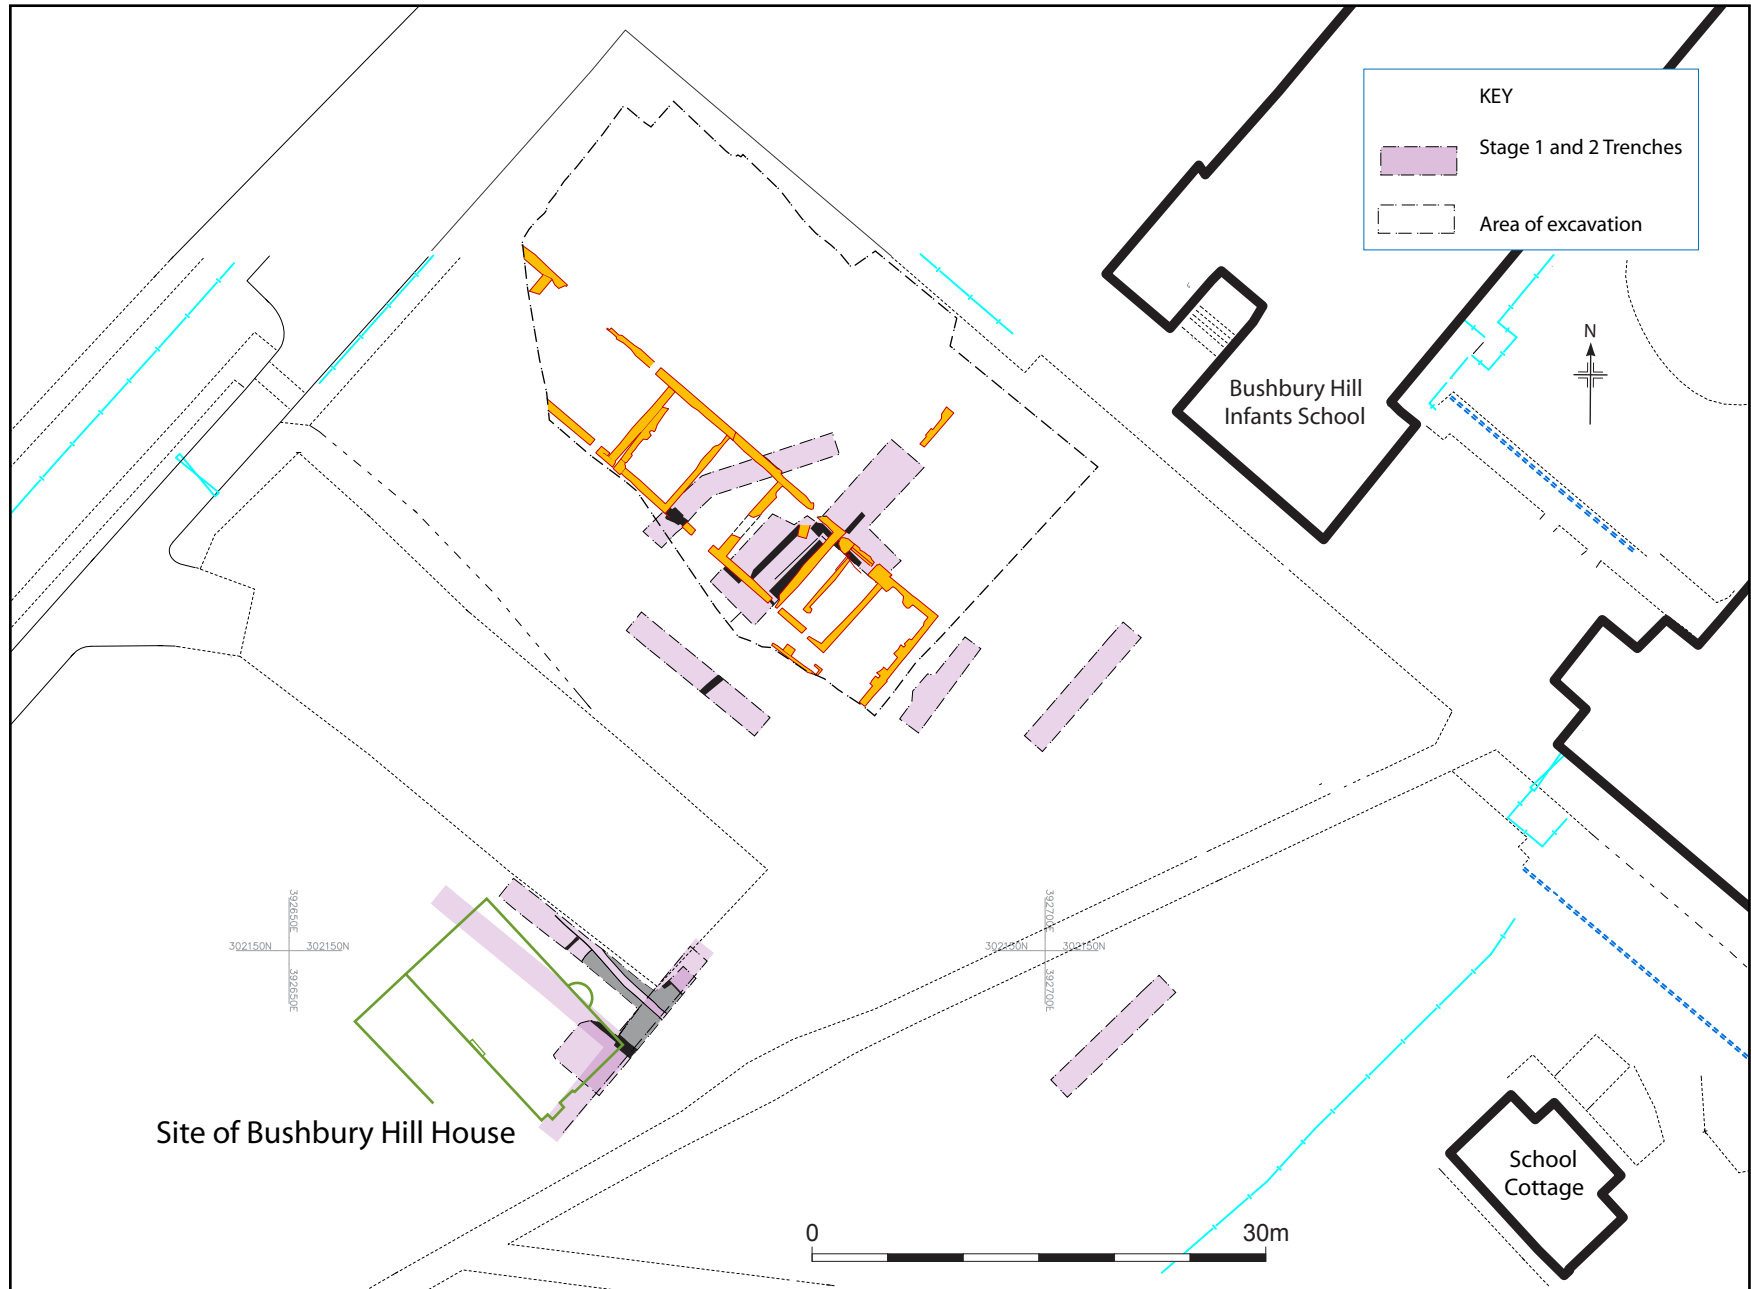 KEY
Stage 1 and 2 Trenches
Area of excavation
N
Bushbury Hill
Infants School
392650E
302150N 302150N
392650E
392700E
302150N 302150N
392700E
Site of Bushbury Hill House
School
Cottage
0 30m